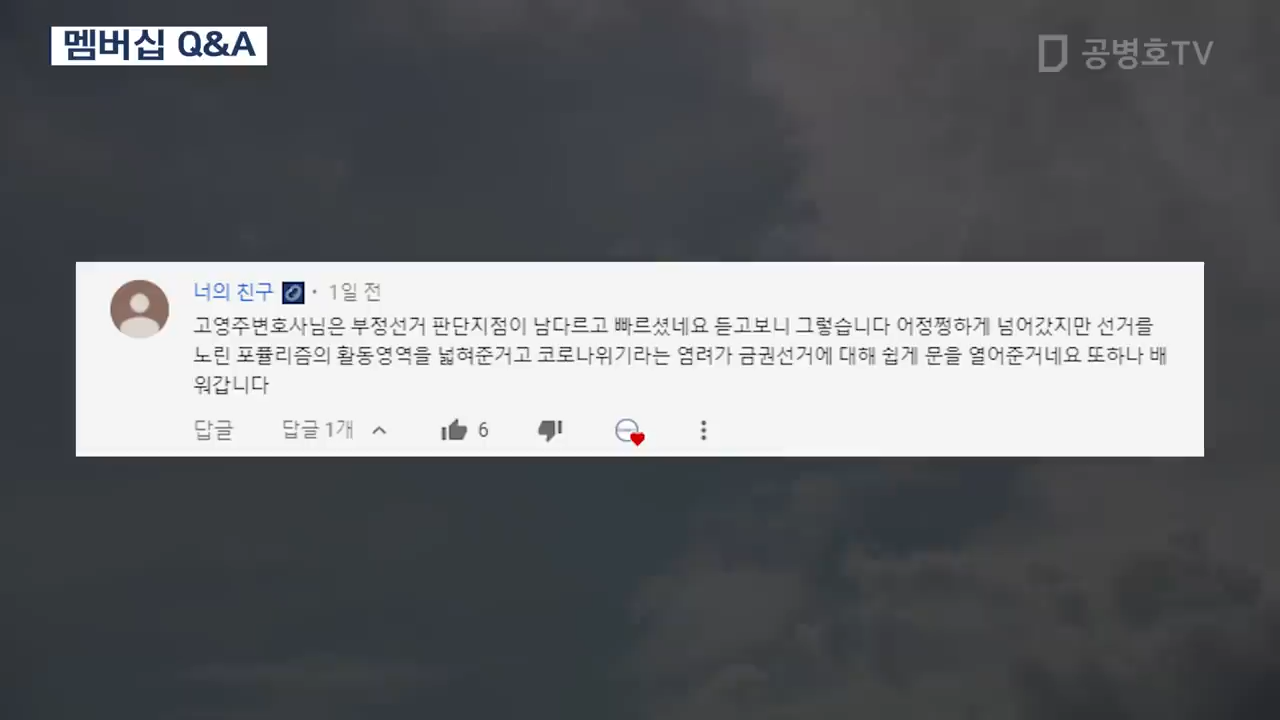 멤버십 Q&A
공병호TV
너의 친구 · 1일 전
고영주변호사님은 부정선거 판단지점이 남다르고 빠르셨네요 듣고보니 그렇습니다 어정쩡하게 넘어갔지만 선거를
노린 포퓰리즘의 활동영역을 넓혀준거고 코로나위기라는 염려가 금권선거에 대해 쉽게 문을 열어준거네요 또하나 배
워갑니다
답글 답글 1개 6